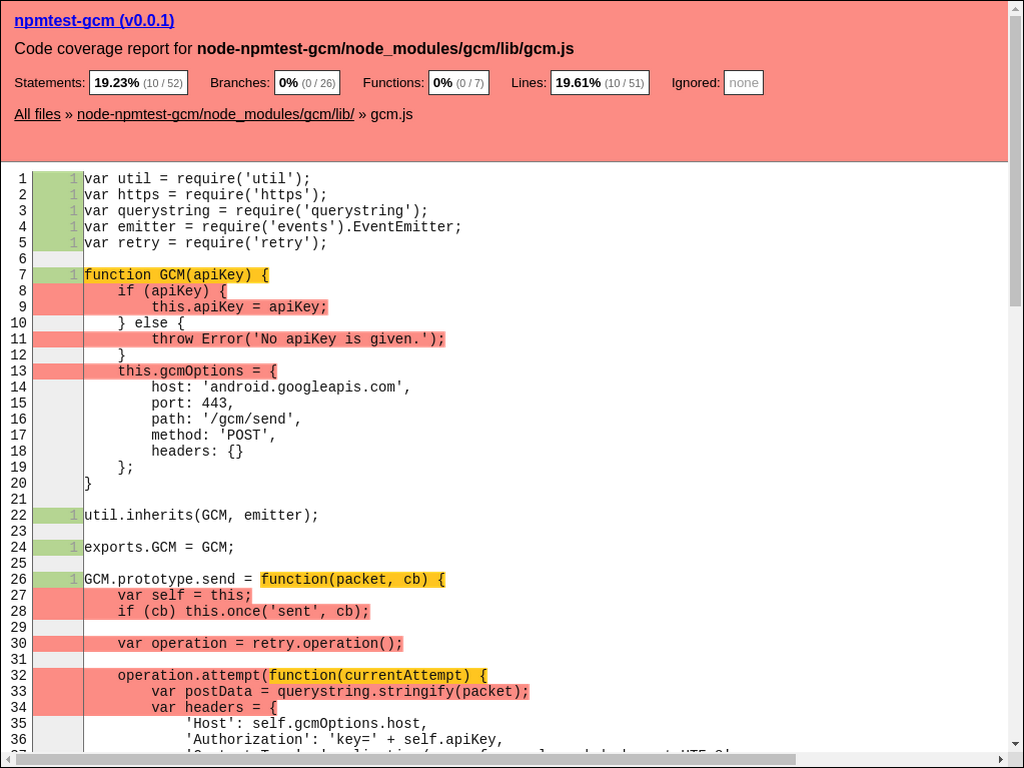 npmtest-gcm (v0.0.1)
Code coverage report for node-npmtest-gcm/node_modules/gcm/lib/gcm.js
Statements: 19.23% (10 / 52) Branches: 0% (0 / 26) Functions: 0% (0 / 7) Lines: 19.61% (10 / 51) Ignored: none
All files » node-npmtest-gcm/node_modules/gcm/lib/ » gcm.js
1 1 var util = require('util');
2 1 var https = require('https');
3 1 var querystring = require('querystring');
4 1 var emitter = require('events').EventEmitter;
5 1 var retry = require('retry');
6
7 1 function GCM(apiKey) {
8     if (apiKey) {
9         this.apiKey = apiKey;
10     } else {
11         throw Error('No apiKey is given.');
12     }
13     this.gcmOptions = {
14         host: 'android.googleapis.com',
15         port: 443,
16         path: '/gcm/send',
17         method: 'POST',
18         headers: {}
19     };
20 }
21
22 1 util.inherits(GCM, emitter);
23
24 1 exports.GCM = GCM;
25
26 1 GCM.prototype.send = function(packet, cb) {
27     var self = this;
28     if (cb) this.once('sent', cb);
29
30     var operation = retry.operation();
31
32     operation.attempt(function(currentAttempt) {
33         var postData = querystring.stringify(packet);
34         var headers = {
35             'Host': self.gcmOptions.host,
36             'Authorization': 'key=' + self.apiKey,